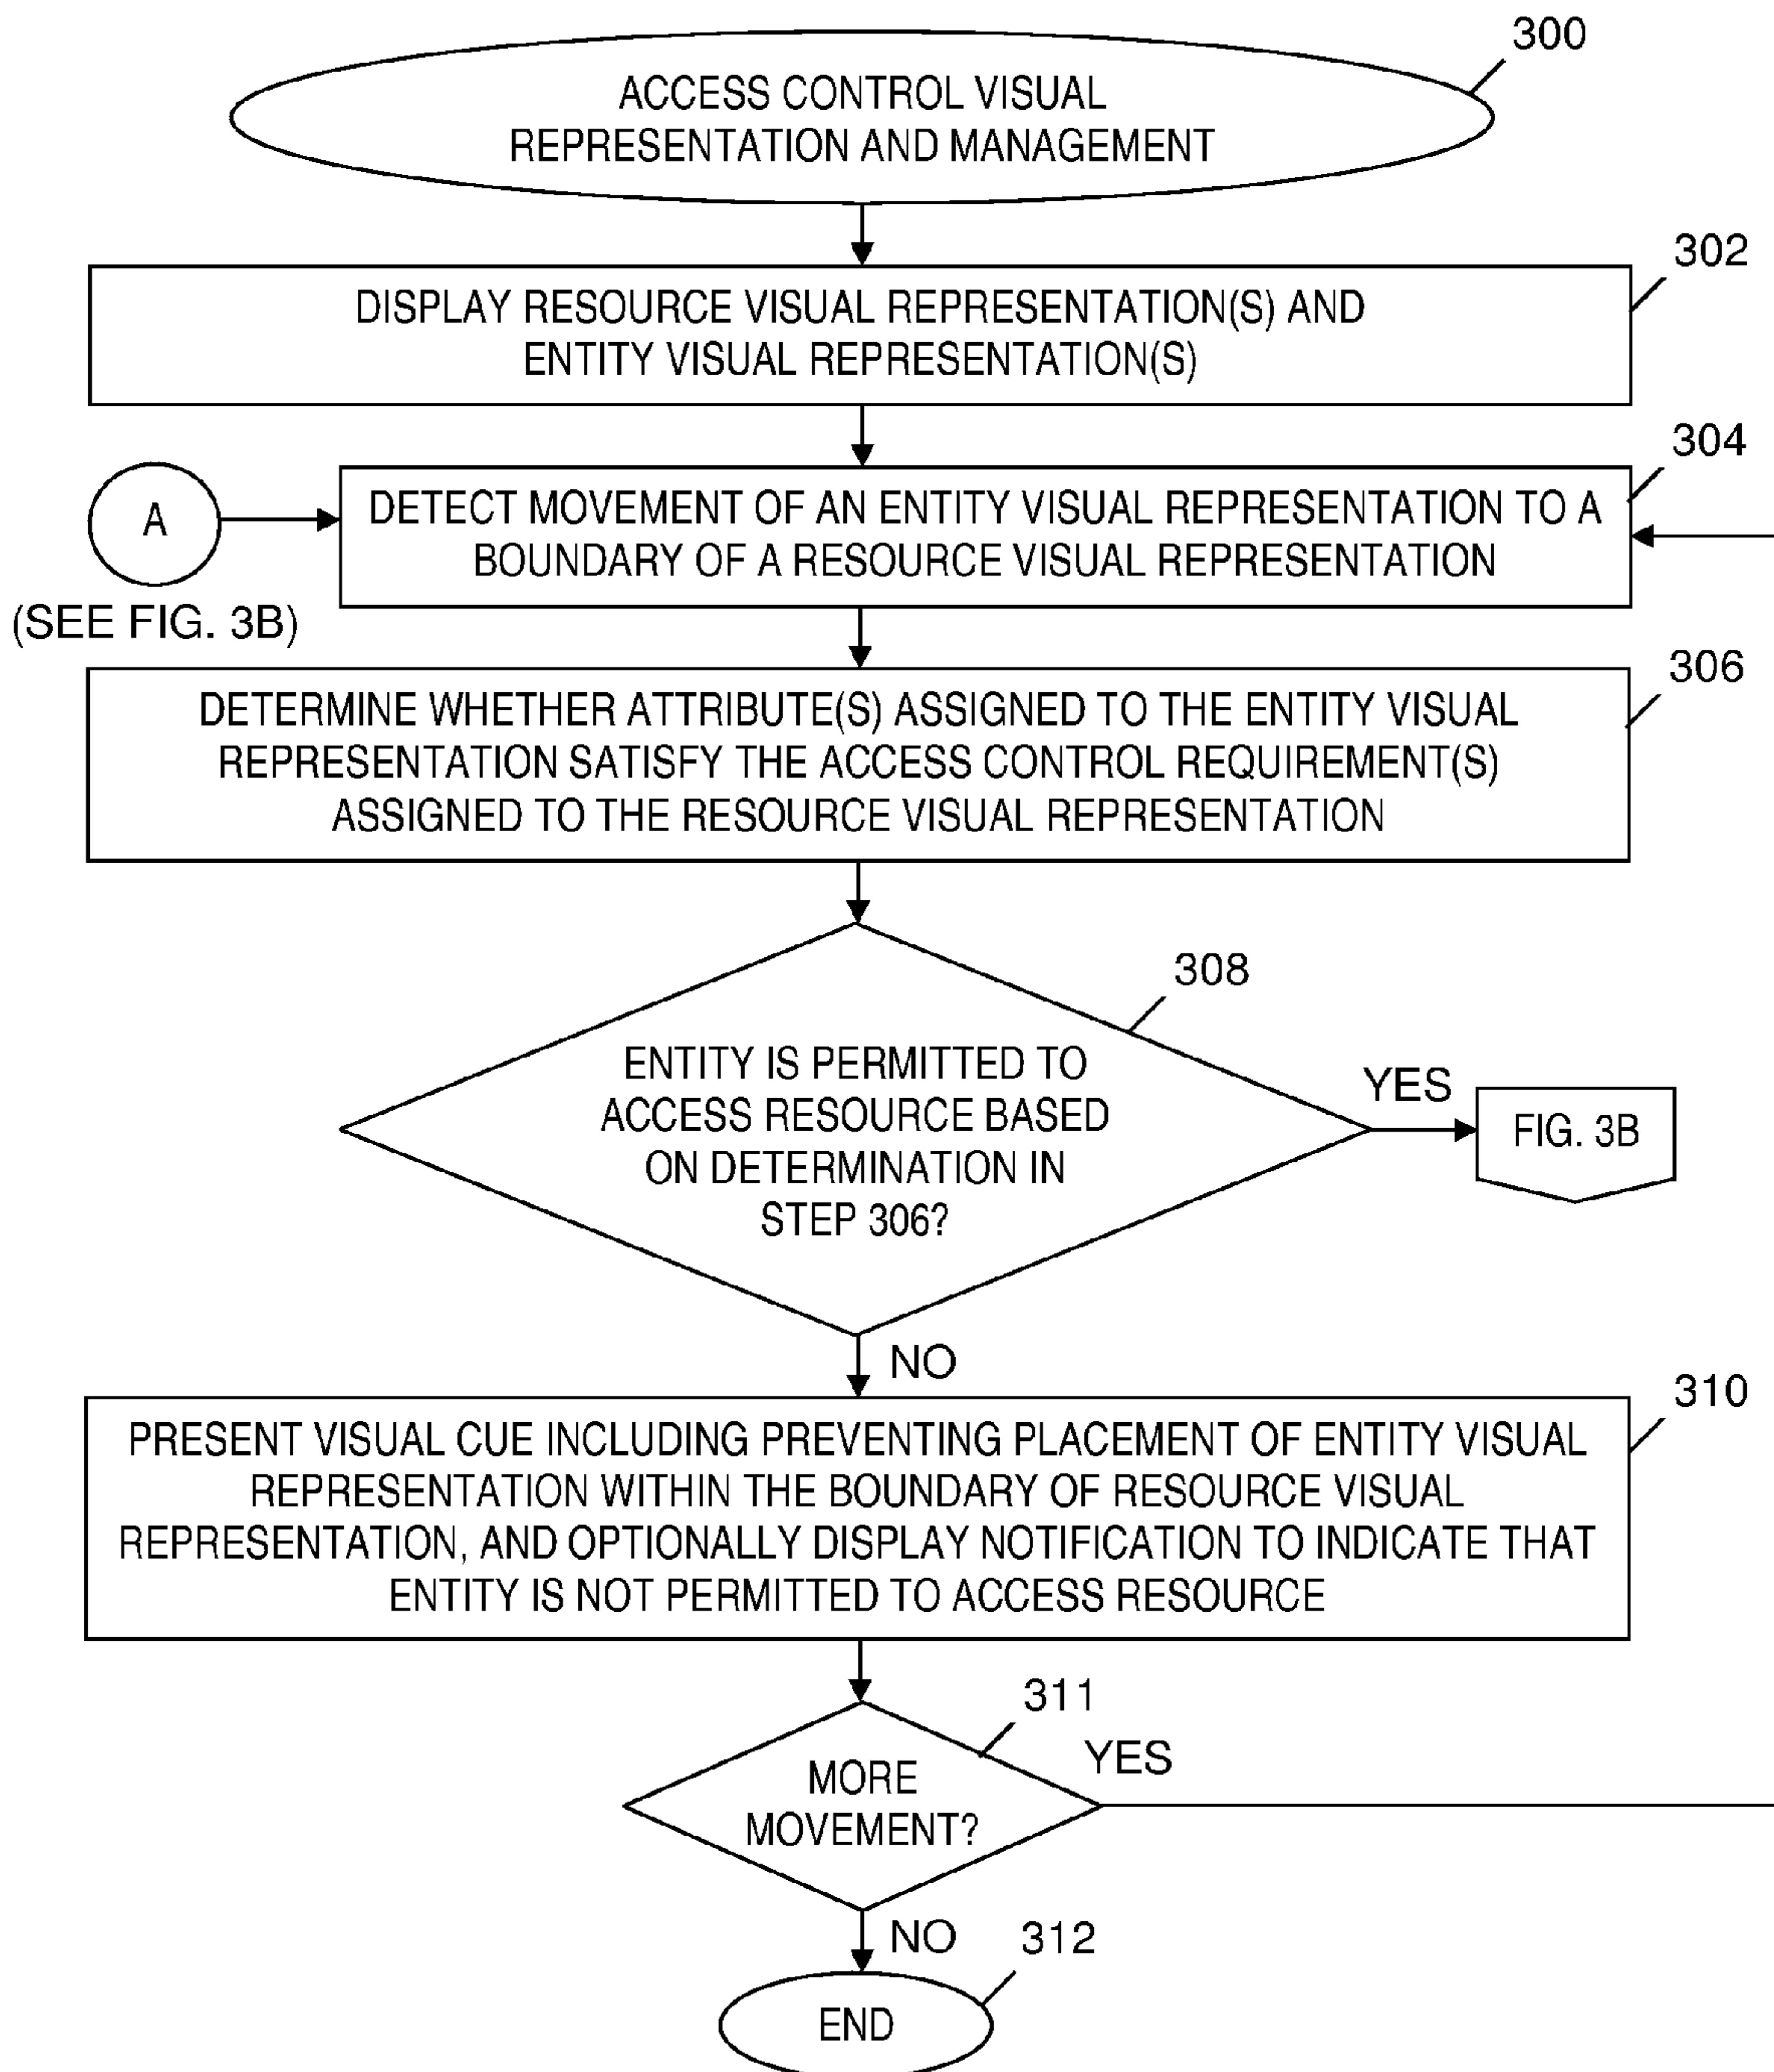 300
ACCESS CONTROL VISUAL
REPRESENTATION AND MANAGEMENT
302
DISPLAY RESOURCE VISUAL REPRESENTATION(S) AND
ENTITY VISUAL REPRESENTATION(S)
304
A
DETECT MOVEMENT OF AN ENTITY VISUAL REPRESENTATION TO A
BOUNDARY OF A RESOURCE VISUAL REPRESENTATION
(SEE FIG. 3B)
306
DETERMINE WHETHER ATTRIBUTE(S) ASSIGNED TO THE ENTITY VISUAL
REPRESENTATION SATISFY THE ACCESS CONTROL REQUIREMENT(S)
ASSIGNED TO THE RESOURCE VISUAL REPRESENTATION
308
ENTITY IS PERMITTED TO
ACCESS RESOURCE BASED
ON DETERMINATION IN
STEP 306?
YES
FIG. 3B
NO
310
PRESENT VISUAL CUE INCLUDING PREVENTING PLACEMENT OF ENTITY VISUAL
REPRESENTATION WITHIN THE BOUNDARY OF RESOURCE VISUAL
REPRESENTATION, AND OPTIONALLY DISPLAY NOTIFICATION TO INDICATE THAT
ENTITY IS NOT PERMITTED TO ACCESS RESOURCE
311
MORE
MOVEMENT?
YES
NO
312
END